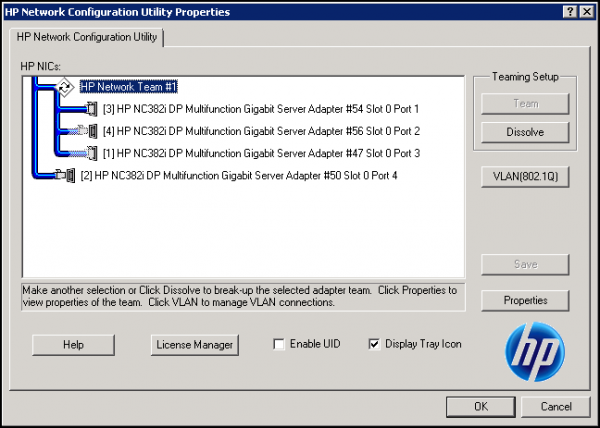 HP Network Configuration Utility Properties
HP Network Configuration Utility
HP NICs:
HP Network Team #1
[3] HP NC382i DP Multifunction Gigabit Server Adapter #54 Slot 0 Port 1
[4] HP NC382i DP Multifunction Gigabit Server Adapter #56 Slot 0 Port 2
[1] HP NC382i DP Multifunction Gigabit Server Adapter #47 Slot 0 Port 3
[2] HP NC382i DP Multifunction Gigabit Server Adapter #50 Slot 0 Port 4
Teaming Setup
Team
Dissolve
VLAN(802.1Q)
Save
Properties
Make another selection or Click Dissolve to break-up the selected adapter team. Click Properties to
view properties of the team. Click VLAN to manage VLAN connections.
Help
License Manager
Enable UID
Display Tray Icon
hp
OK
Cancel